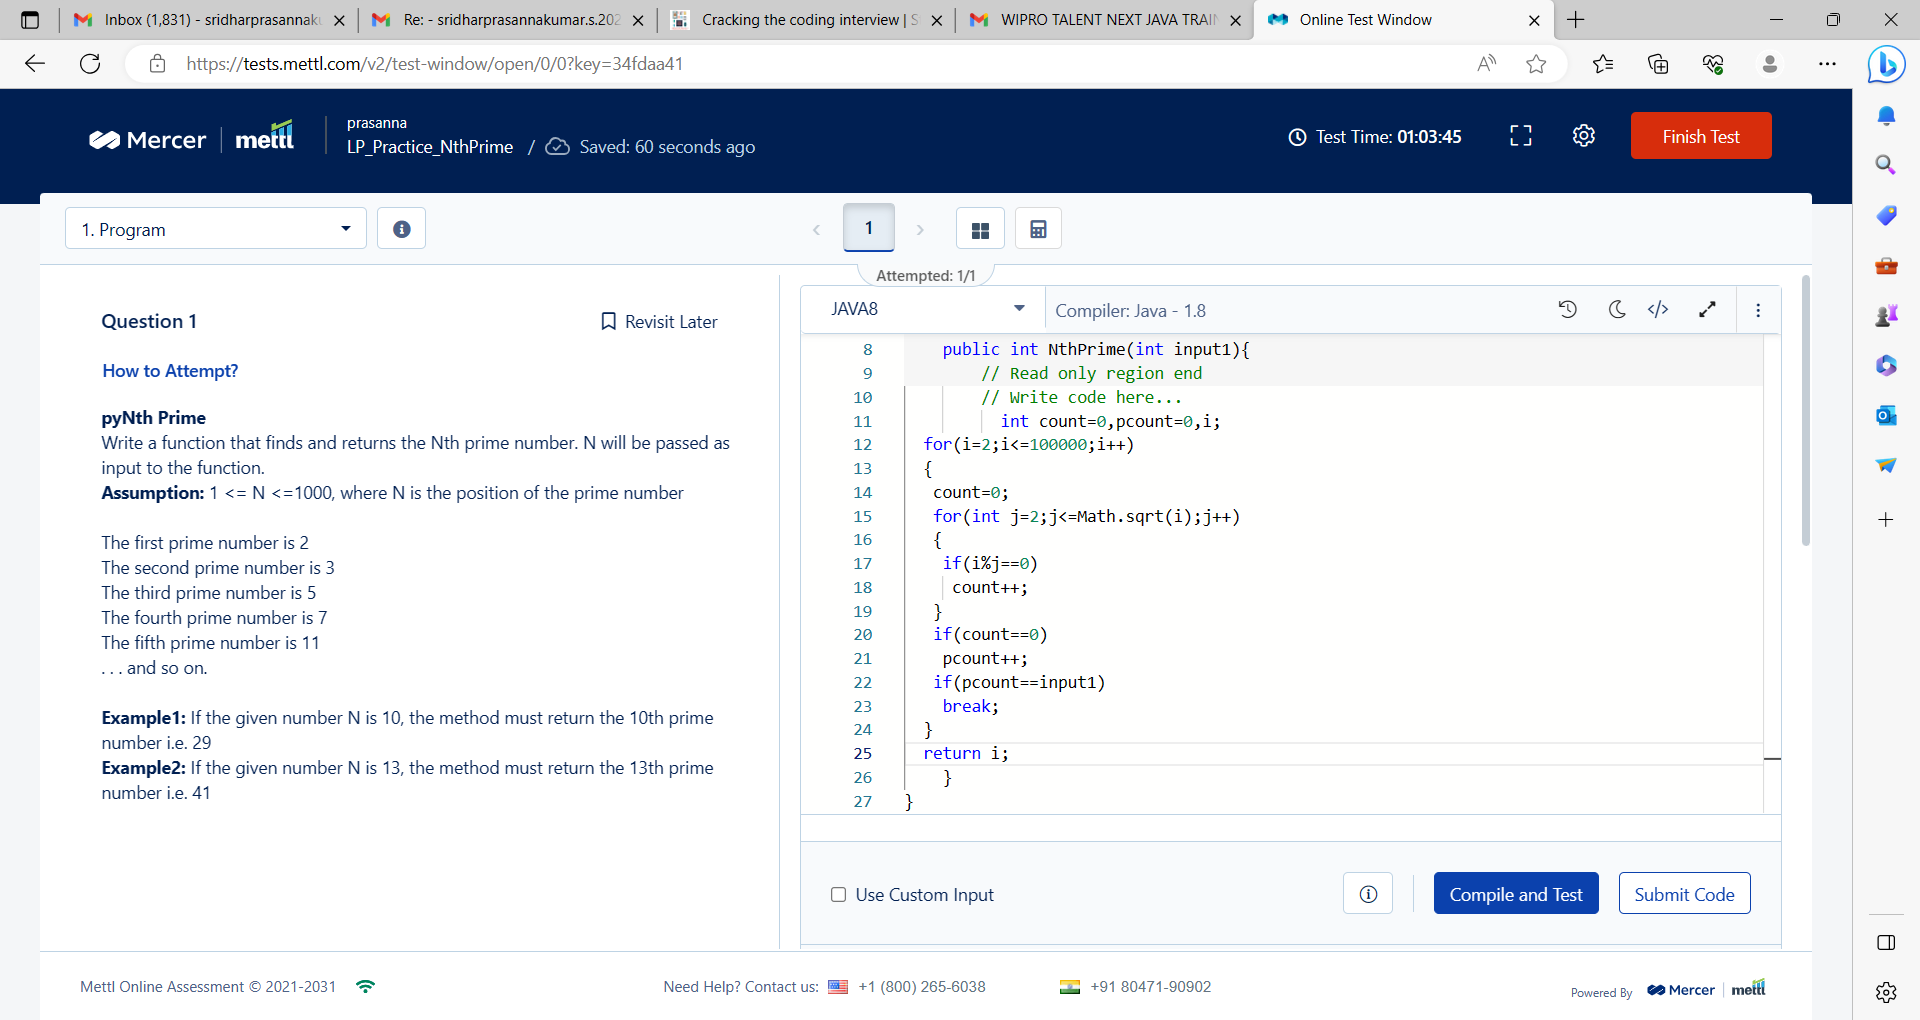 Inbox (1,831) - sridharprasannaku
Re: - sridharprasannakumar.s.202
Cracking the coding interview | S
WIPRO TALENT NEXT JAVA TRAIN
Online Test Window
https://tests.mettl.com/v2/test-window/open/0/0?key=34fdaa41
Mercer | mettl
prasanna
LP_Practice_NthPrime / Saved: 60 seconds ago
Test Time: 01:03:45
Finish Test
1. Program
1
Attempted: 1/1
Question 1
Revisit Later
How to Attempt?
pyNth Prime
Write a function that finds and returns the Nth prime number. N will be passed as
input to the function.
Assumption: 1 <= N <=1000, where N is the position of the prime number
The first prime number is 2
The second prime number is 3
The third prime number is 5
The fourth prime number is 7
The fifth prime number is 11
. . . and so on.
Example1: If the given number N is 10, the method must return the 10th prime
number i.e. 29
Example2: If the given number N is 13, the method must return the 13th prime
number i.e. 41
JAVA8
Compiler: Java - 1.8
8 public int NthPrime(int input1){
9 // Read only region end
10 // Write code here...
11 int count=0,pcount=0,i;
12 for(i=2;i<=100000;i++)
13 {
14 count=0;
15 for(int j=2;j<=Math.sqrt(i);j++)
16 {
17 if(i%j==0)
18 count++;
19 }
20 if(count==0)
21 pcount++;
22 if(pcount==input1)
23 break;
24 }
25 return i;
26 }
27 }
Use Custom Input
Compile and Test
Submit Code
Mettl Online Assessment © 2021-2031
Need Help? Contact us: +1 (800) 265-6038
+91 80471-90902
Powered By Mercer | mettl